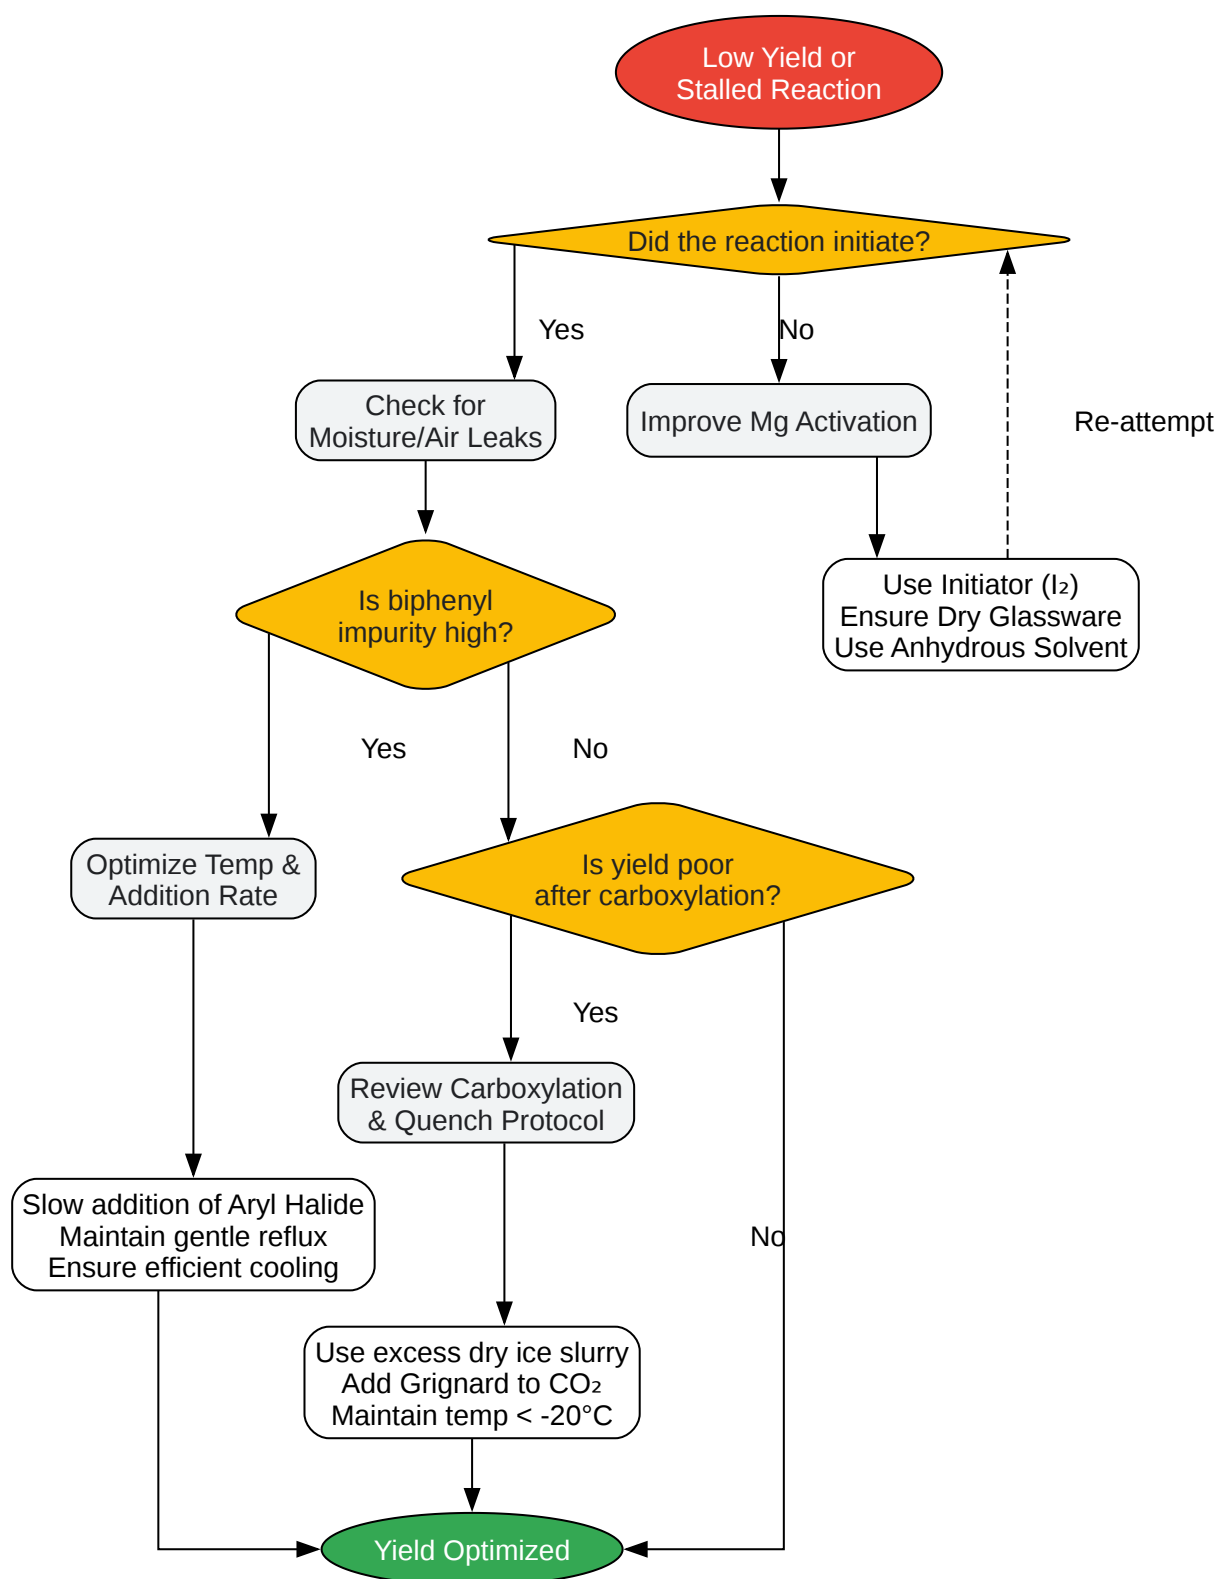 Low Yield or
Stalled Reaction
Did the reaction initiate?
Yes
No
Check for
Moisture/Air Leaks
Improve Mg Activation
Re-attempt
Use Initiator (I₂)
Ensure Dry Glassware
Use Anhydrous Solvent
Is biphenyl
impurity high?
Yes
No
Optimize Temp &
Addition Rate
Is yield poor
after carboxylation?
Yes
Review Carboxylation
& Quench Protocol
Slow addition of Aryl Halide
Maintain gentle reflux
Ensure efficient cooling
No
Use excess dry ice slurry
Add Grignard to CO₂
Maintain temp < -20°C
Yield Optimized